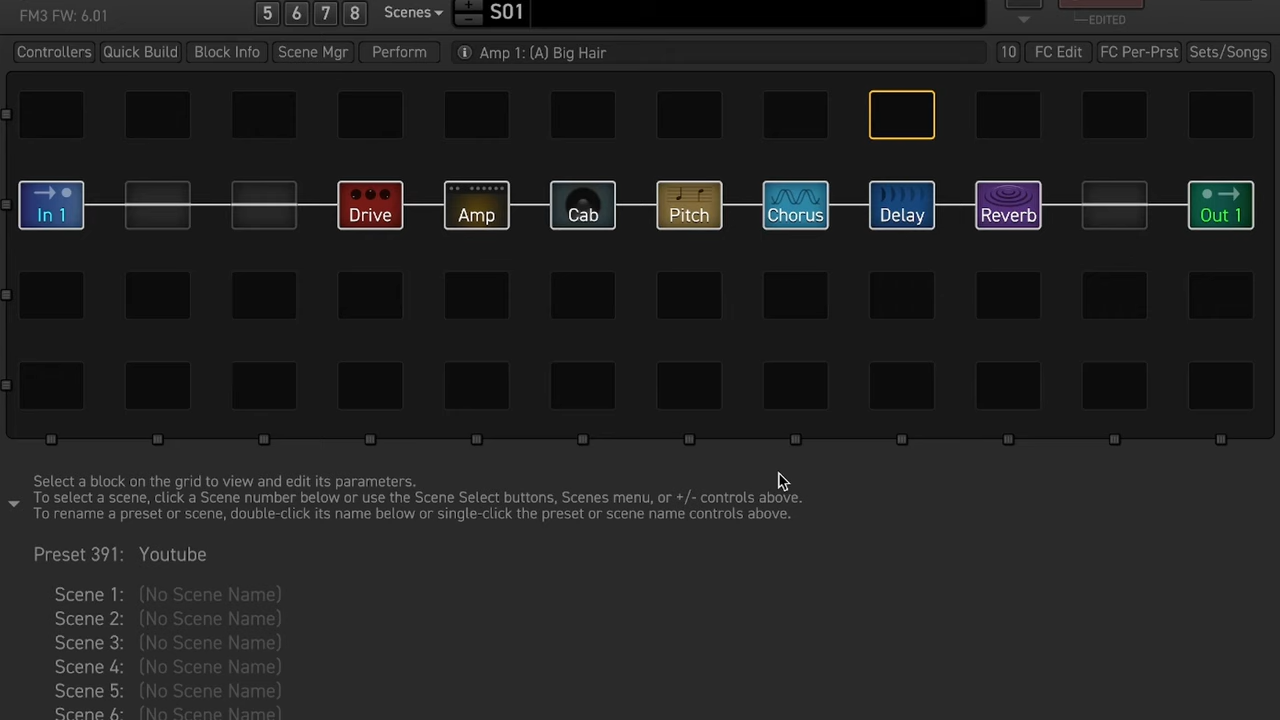 FM3 FW: 6.01
5 6 7 8 Scenes + - S01
EDITED
Controllers Quick Build Block Info Scene Mgr Perform Amp 1: (A) Big Hair 10 FC Edit FC Per-Prst Sets/Songs
In 1 Drive Amp Cab Pitch Chorus Delay Reverb Out 1
Select a block on the grid to view and edit its parameters.
To select a scene, click a Scene number below or use the Scene Select buttons, Scenes menu, or +/- controls above.
To rename a preset or scene, double-click its name below or single-click the preset or scene name controls above.
Preset 391: Youtube
Scene 1: (No Scene Name)
Scene 2: (No Scene Name)
Scene 3: (No Scene Name)
Scene 4: (No Scene Name)
Scene 5: (No Scene Name)
Scene 6: (No Scene Name)